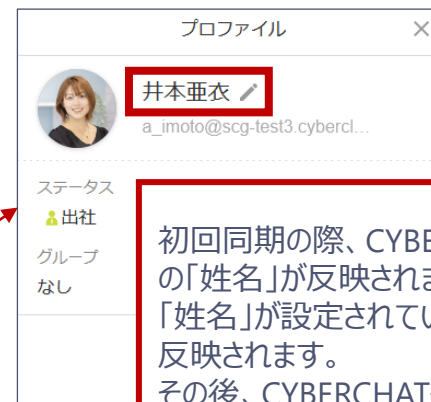 プロファイル
井本亜衣
a_imoto@scg-test3.cybercl...
ステータス
出社
グループ
なし
初回同期の際、CYBE
の「姓名」が反映されま
「姓名」が設定されてい
反映されます。
その後、CYBERCHAT